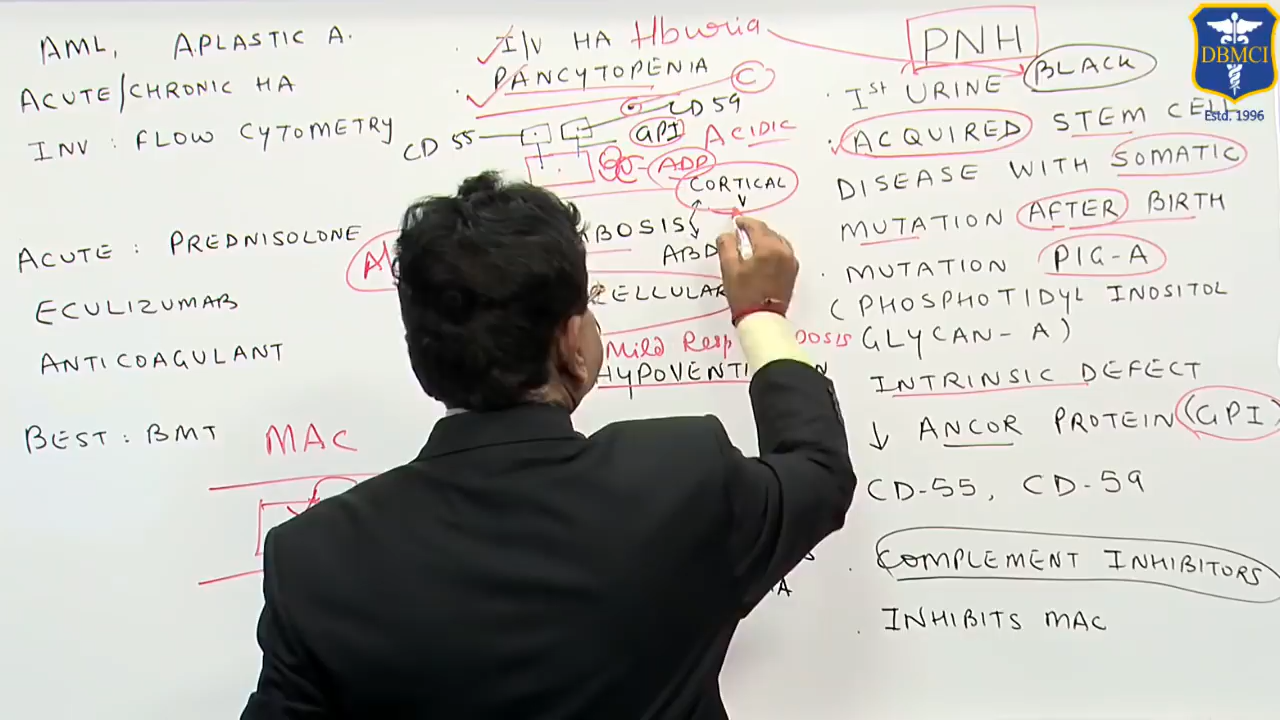 AML, APLASTIC A.
ACUTE/CHRONIC HA
INV: FLOW CYTOMETRY
ACUTE: PREDNISOLONE
ECULIZUMAB
ANTICOAGULANT
BEST: BMT
MAC
I/V HA Hburia
PANCYTOPENIA
C
CD 59
CD 55
GPI ACIDIC
ADP
CORTICAL V
BOSIS
ABD
CELLULAR
Mild Resp DOSIS
HYPOVENTI N
A
PNH
IST URINE BLACK
ACQUIRED STEM CELL
DISEASE WITH SOMATIC
MUTATION AFTER BIRTH
MUTATION PIG-A
(PHOSPHOTIDYL INOSITOL
GLYCAN-A)
INTRINSIC DEFECT
↓ ANCOR PROTEIN (GPI)
CD-55, CD-59
COMPLEMENT INHIBITORS
INHIBITS MAC
DBMCI
Estd. 1996